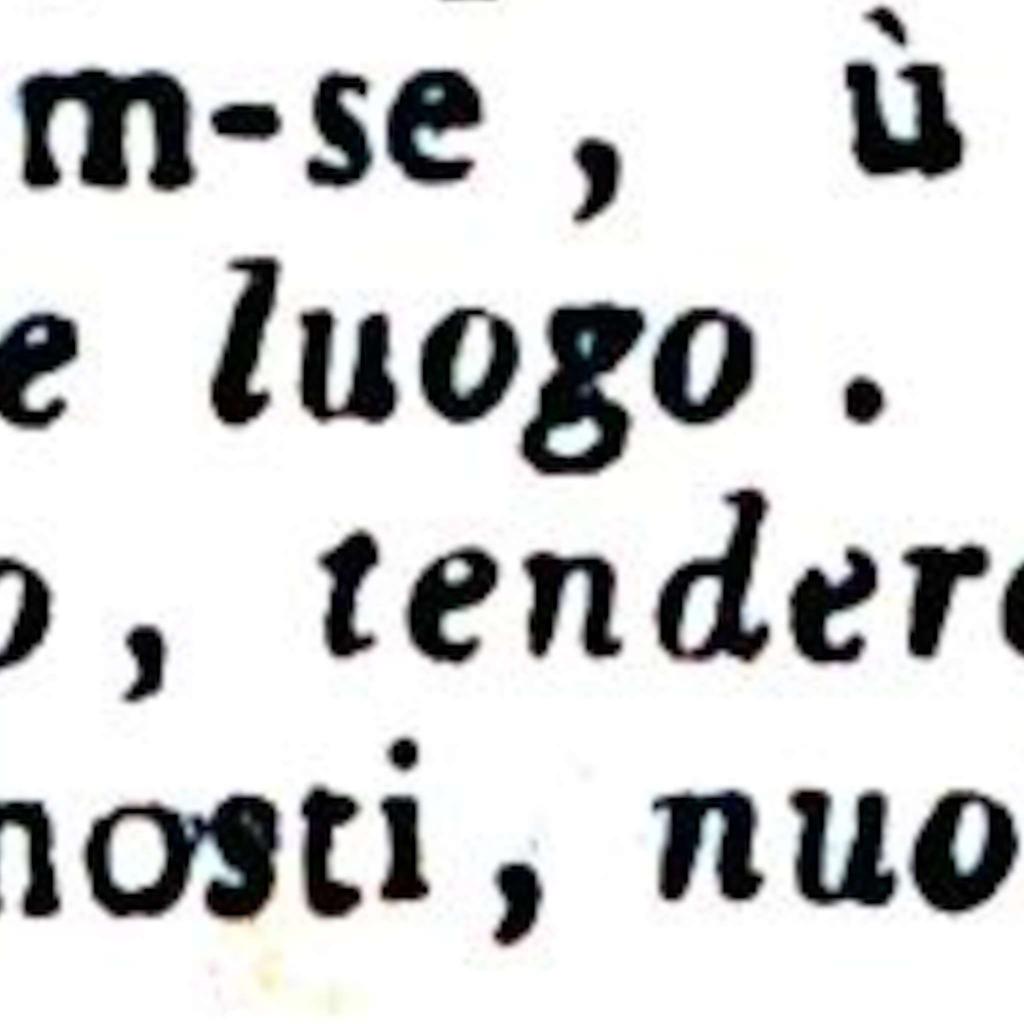 m-se, ù
e luogo.
o, tender
nosti, nuo